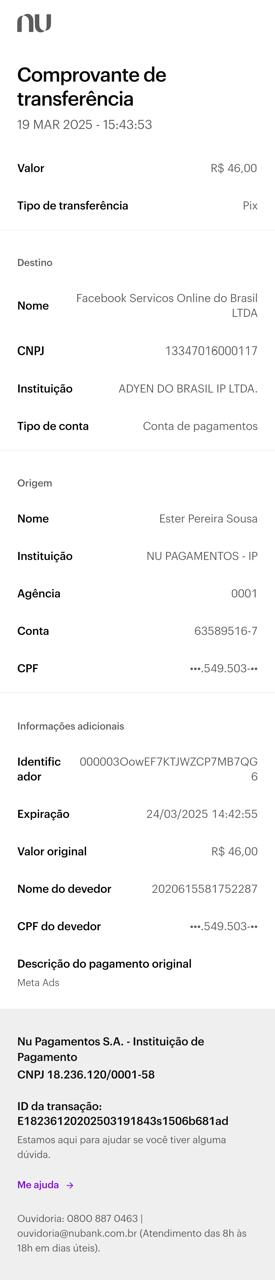 nu
Comprovante de
transferência
19 MAR 2025 - 15:43:53
Valor R$ 46,00
Tipo de transferência Pix
Destino
Nome Facebook Servicos Online do Brasil
LTDA
CNPJ 13347016000117
Instituição ADYEN DO BRASIL IP LTDA.
Tipo de conta Conta de pagamentos
Origem
Nome Ester Pereira Sousa
Instituição NU PAGAMENTOS - IP
Agência 0001
Conta 63589516-7
CPF •••.549.503-••
Informações adicionais
Identific 000003OowEF7KTJWZCP7MB7QG
ador 6
Expiração 24/03/2025 14:42:55
Valor original R$ 46,00
Nome do devedor 2020615581752287
CPF do devedor •••.549.503-••
Descrição do pagamento original
Meta Ads
Nu Pagamentos S.A. - Instituição de
Pagamento
CNPJ 18.236.120/0001-58
ID da transação:
E18236120202503191843s1506b681ad
Estamos aqui para ajudar se você tiver alguma
dúvida.
Me ajuda →
Ouvidoria: 0800 887 0463 |
ouvidoria@nubank.com.br (Atendimento das 8h às
18h em dias úteis).